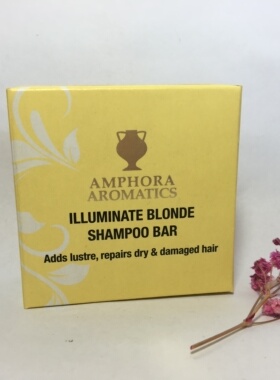 AMPHORA
AROMATICS
ILLUMINATE BLONDE
SHAMPOO BAR
Adds lustre, repairs dry & damaged hair